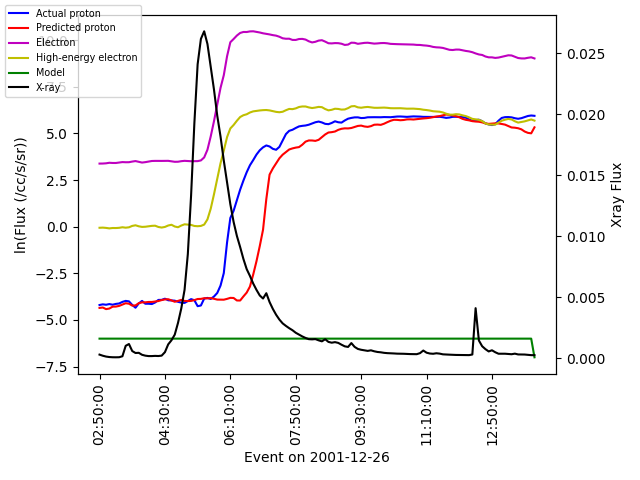 Actual proton
Predicted proton
Electron
High-energy electron
Model
X-ray
7.5
5.0
2.5
0.0
−2.5
−5.0
−7.5
ln(Flux (/cc/s/sr))
0.025
0.020
0.015
0.010
0.005
0.000
Xray Flux
02:50:00
04:30:00
06:10:00
07:50:00
09:30:00
11:10:00
12:50:00
Event on 2001-12-26